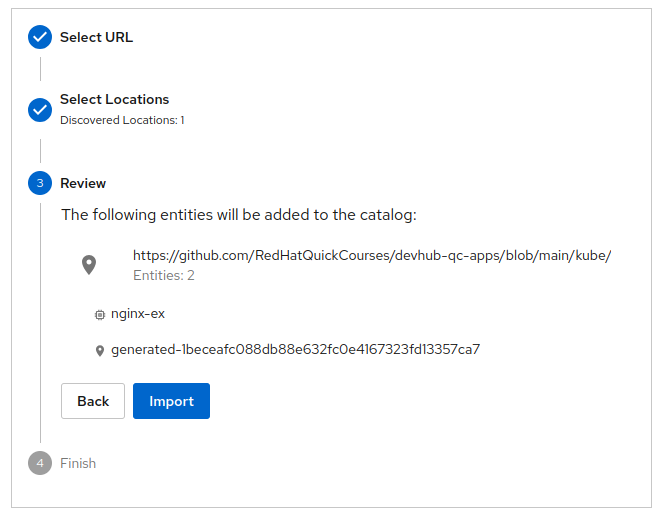 Select URL
Select Locations
Discovered Locations: 1
3 Review
The following entities will be added to the catalog:
https://github.com/RedHatQuickCourses/devhub-qc-apps/blob/main/kube/
Entities: 2
nginx-ex
generated-1beceafc088db88e632fc0e4167323fd13357ca7
Back Import
4 Finish